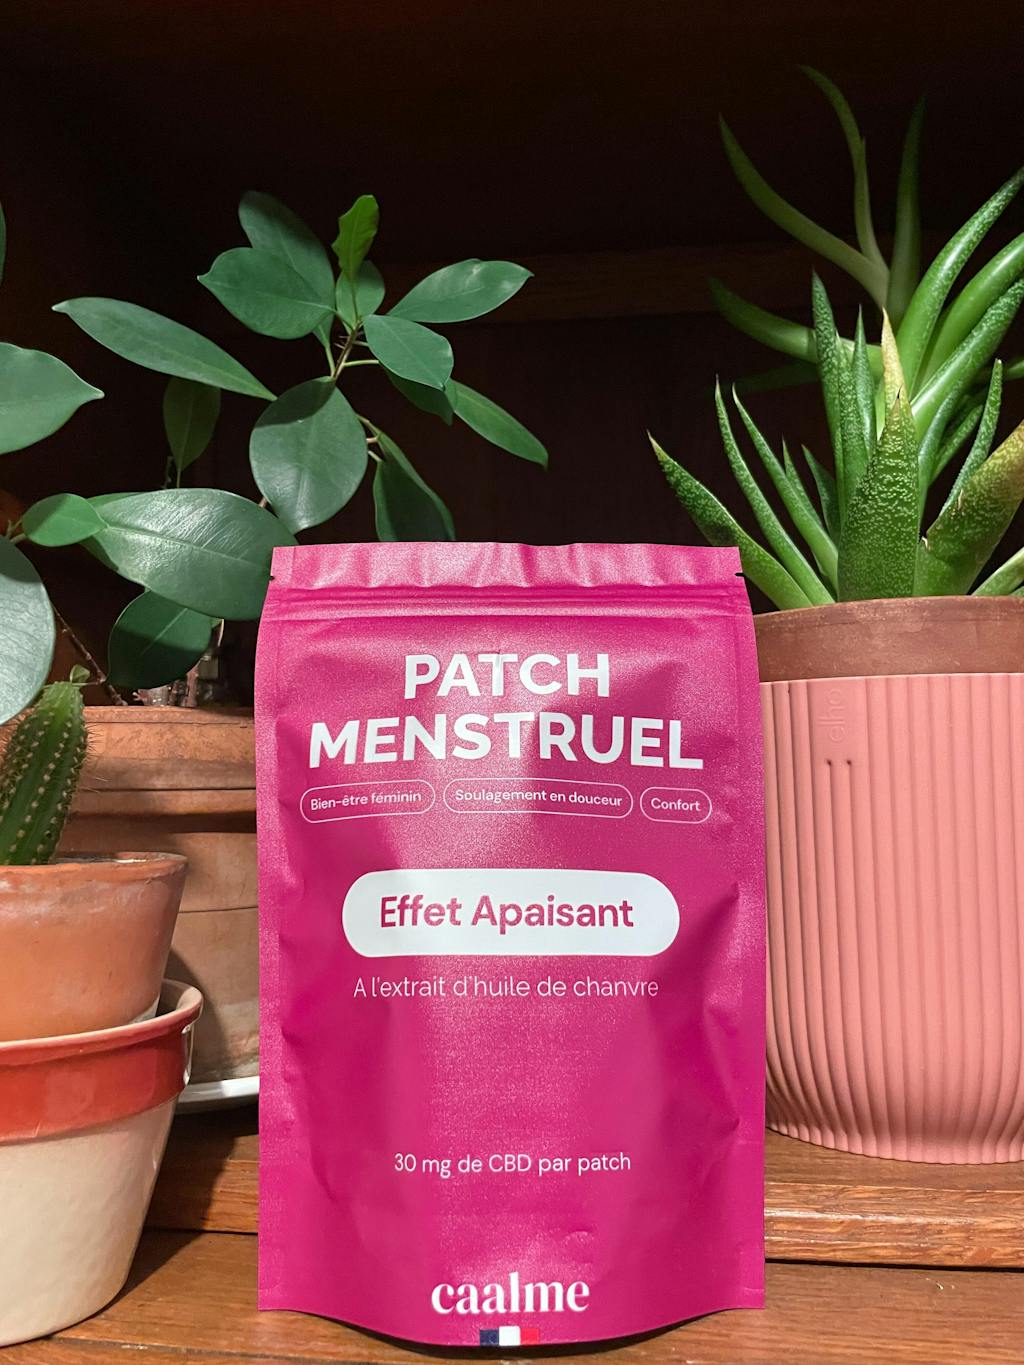 PATCH
MENSTRUEL
Bien-être féminin
Soulagement en douceur
Confort
Effet Apaisant
A l'extrait d'huile de chanvre
30 mg de CBD par patch
caalme
elho